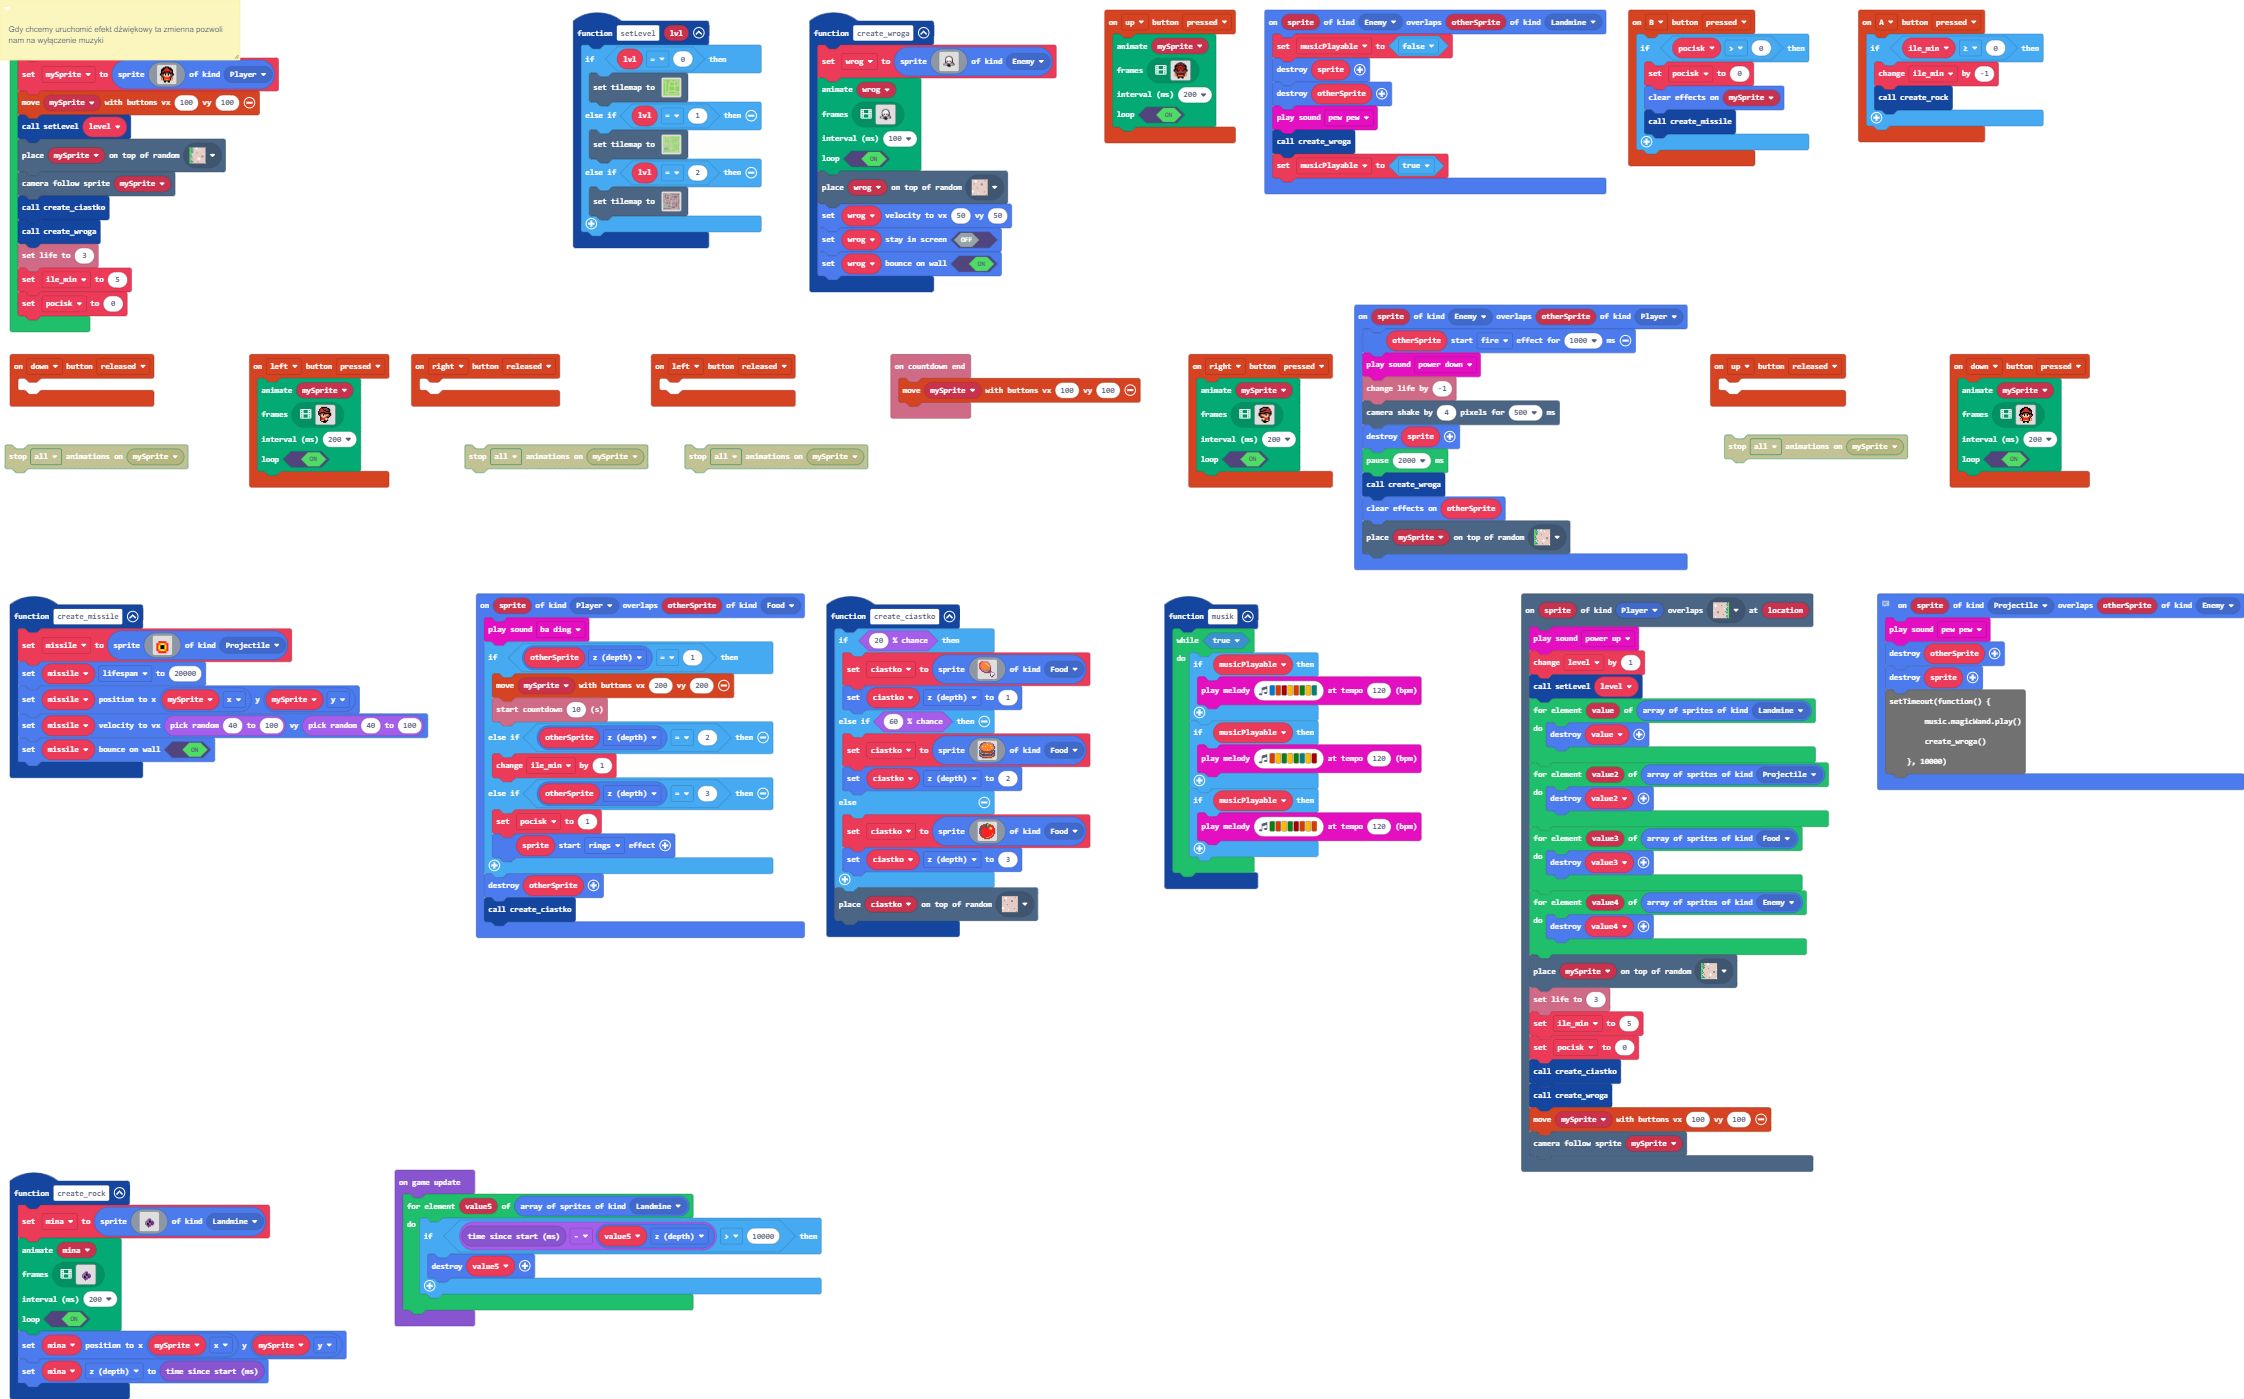 Gdy chcemy uruchomić efekt dźwiękowy ta zmienna pozwoli
nam na wyłączenie muzyki
set mySprite to sprite of kind Player
move mySprite with buttons vx 100 vy 100
call setLevel level
place mySprite on top of random
camera follow sprite mySprite
call create_ciastko
call create_wroga
set life to 3
set ile_min to 5
set pocisk to 0
function setLevel lvl
if lvl = 0 then
set tilemap to
else if lvl = 1 then
set tilemap to
else if lvl = 2 then
set tilemap to
function create_wroga
set wrog to sprite of kind Enemy
animate wrog
frames
interval (ms) 100
loop ON
place wrog on top of random
set wrog velocity to vx 50 vy 50
set wrog stay in screen OFF
set wrog bounce on wall ON
on up button pressed
animate mySprite
frames
interval (ms) 200
loop ON
on sprite of kind Enemy overlaps otherSprite of kind Landmine
set musicPlayable to false
destroy sprite
destroy otherSprite
play sound pew pew
call create_wroga
set musicPlayable to true
on B button pressed
if pocisk > 0 then
set pocisk to 0
clear effects on mySprite
call create_missile
on A button pressed
if ile_min ≥ 0 then
change ile_min by -1
call create_rock
on down button released
stop all animations on mySprite
on left button pressed
animate mySprite
frames
interval (ms) 200
loop ON
on right button released
stop all animations on mySprite
on left button released
stop all animations on mySprite
on countdown end
move mySprite with buttons vx 100 vy 100
on right button pressed
animate mySprite
frames
interval (ms) 200
loop ON
on sprite of kind Enemy overlaps otherSprite of kind Player
otherSprite start fire effect for 1000 ms
play sound power down
change life by -1
camera shake by 4 pixels for 500 ms
destroy sprite
pause 2000 ms
call create_wroga
clear effects on otherSprite
place mySprite on top of random
on up button released
stop all animations on mySprite
on down button pressed
animate mySprite
frames
interval (ms) 200
loop ON
function create_missile
set missile to sprite of kind Projectile
set missile lifespan to 20000
set missile position to x mySprite x y mySprite y
set missile velocity to vx pick random 40 to 100 vy pick random 40 to 100
set missile bounce on wall ON
on sprite of kind Player overlaps otherSprite of kind Food
play sound ba ding
if otherSprite z (depth) = 1 then
move mySprite with buttons vx 200 vy 200
start countdown 10 (s)
else if otherSprite z (depth) = 2 then
change ile_min by 1
else if otherSprite z (depth) = 3 then
set pocisk to 1
sprite start rings effect
destroy otherSprite
call create_ciastko
function create_ciastko
if 20 % chance then
set ciastko to sprite of kind Food
set ciastko z (depth) to 1
else if 60 % chance then
set ciastko to sprite of kind Food
set ciastko z (depth) to 2
else
set ciastko to sprite of kind Food
set ciastko z (depth) to 3
place ciastko on top of random
function musik
while true
do if musicPlayable then
play melody at tempo 120 (bpm)
if musicPlayable then
play melody at tempo 120 (bpm)
if musicPlayable then
play melody at tempo 120 (bpm)
on sprite of kind Player overlaps at location
play sound power up
change level by 1
call setLevel level
for element value of array of sprites of kind Landmine
do destroy value
for element value2 of array of sprites of kind Projectile
do destroy value2
for element value3 of array of sprites of kind Food
do destroy value3
for element value4 of array of sprites of kind Enemy
do destroy value4
place mySprite on top of random
set life to 3
set ile_min to 5
set pocisk to 0
call create_ciastko
call create_wroga
move mySprite with buttons vx 100 vy 100
camera follow sprite mySprite
on sprite of kind Projectile overlaps otherSprite of kind Enemy
play sound pew pew
destroy otherSprite
destroy sprite
setTimeout(function() {
music.magicWand.play()
create_wroga()
}, 10000)
function create_rock
set mina to sprite of kind Landmine
animate mina
frames
interval (ms) 200
loop ON
set mina position to x mySprite x y mySprite y
set mina z (depth) to time since start (ms)
on game update
for element value5 of array of sprites of kind Landmine
do if time since start (ms) - value5 z (depth) > 10000 then
destroy value5